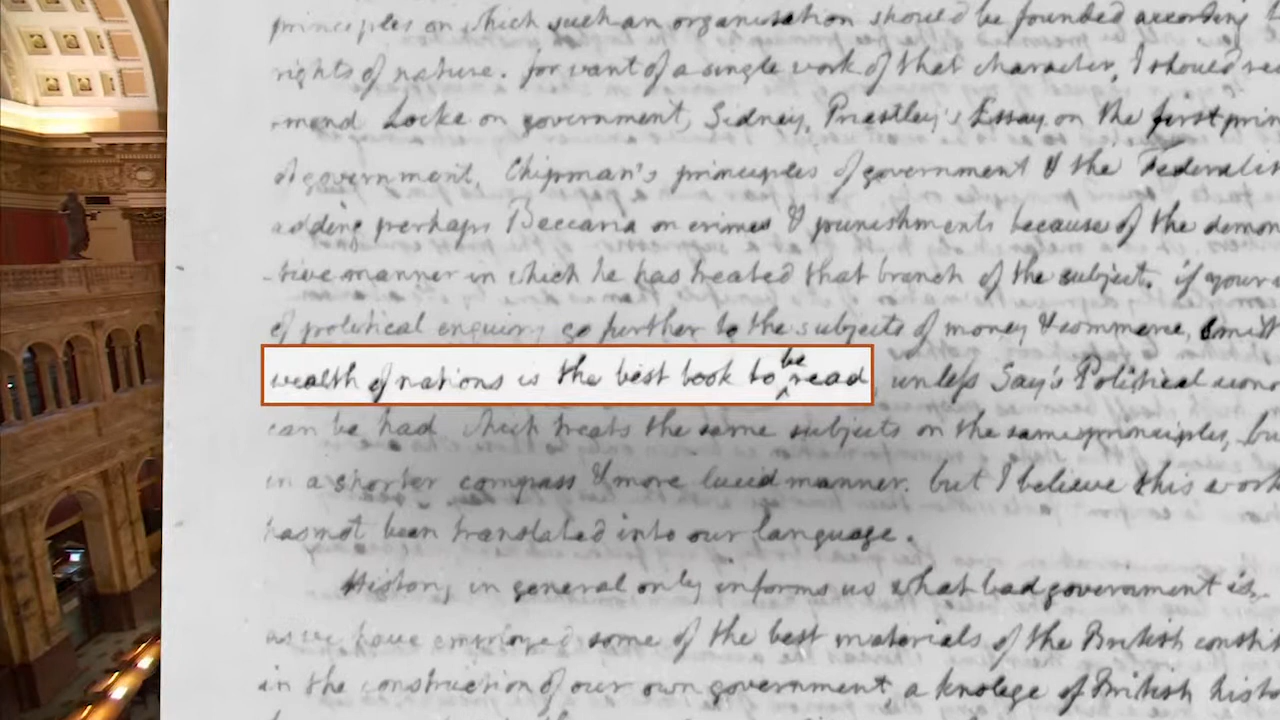 principles on which such an organisation should be founded according
rights of nature. for want of a single work of that character, I should
-mend Locke on government, Sidney, Priestley's Essay on the first prin
of government, Chipman's principles of government & the Federalis
adding perhaps Beccaria on crimes & punishments because of the demon
-tive manner in which he has treated that branch of the subject. if your
of political enquiry go further to the subjects of money & commerce, Smith
wealth of nations is the best book to be read unless Say's Political
can be had which treats the same subjects on the same principles, bu
in a shorter compass & more lucid manner. but I believe this work
has not been translated into our language.
History, in general only informs us what bad government is,
as we have employed some of the best materials of the British constit
in the construction of our own government, a knolege of British histo